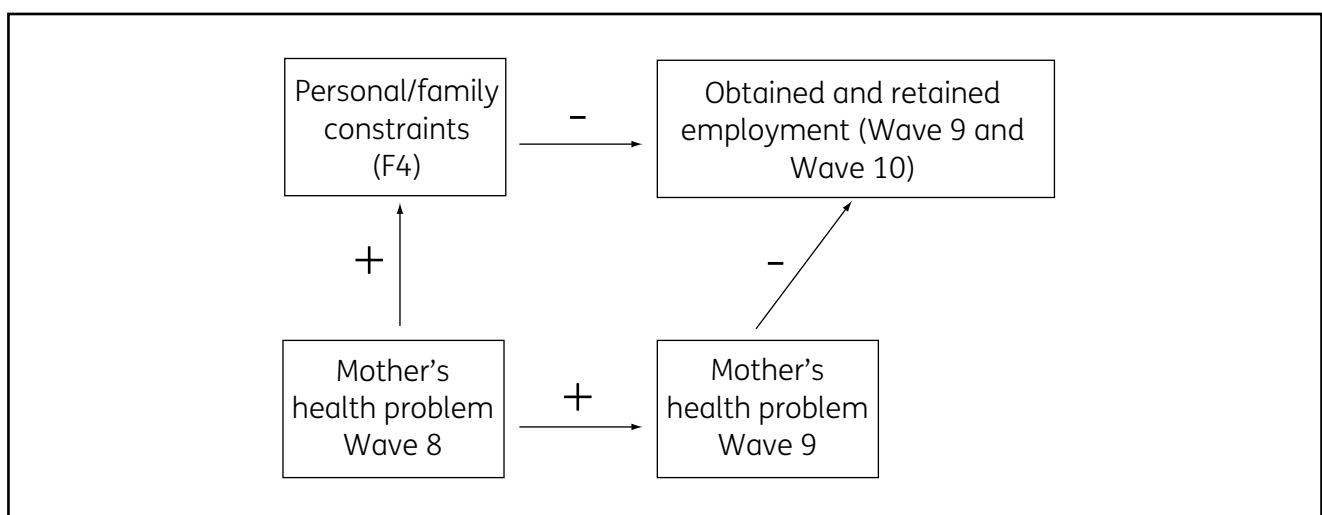 Personal/family
constraints
(F4)
-
Obtained and retained
employment (Wave 9 and
Wave 10)
+
-
Mother’s
health problem
Wave 8
+
Mother’s
health problem
Wave 9